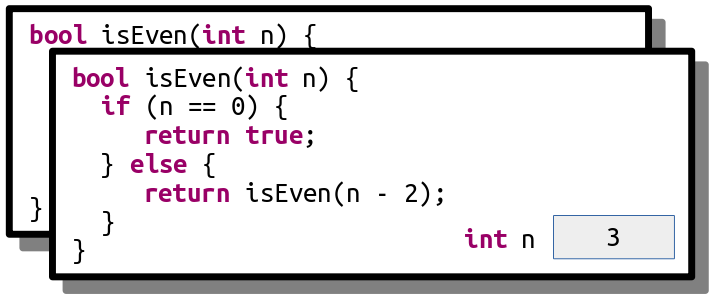 bool isEven(int n) {
}
bool isEven(int n) {
  if (n == 0) {
     return true;
  } else {
     return isEven(n - 2);
  }
}
int n 3